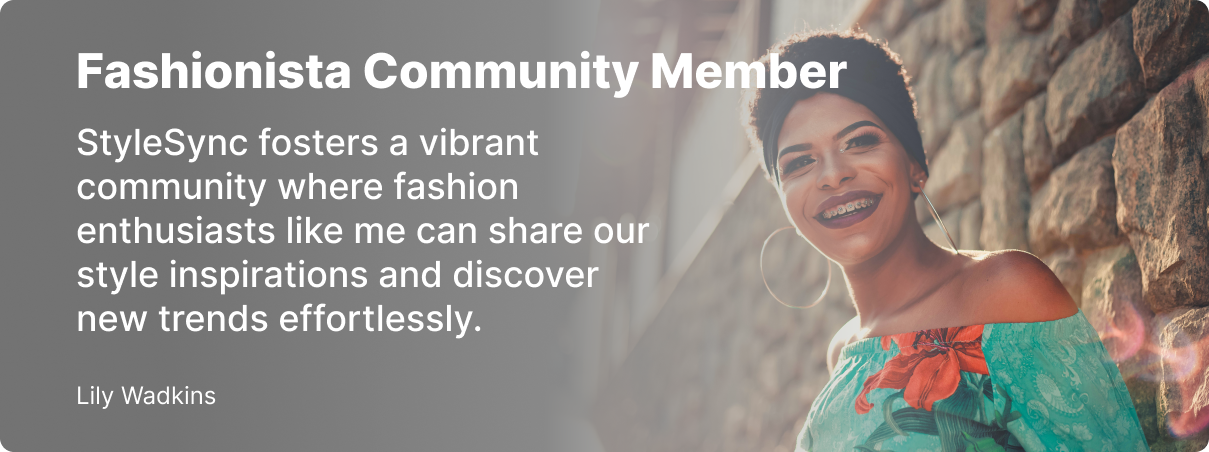 Fashionista Community Member
StyleSync fosters a vibrant
community where fashion
enthusiasts like me can share our
style inspirations and discover
new trends effortlessly.
Lily Wadkins